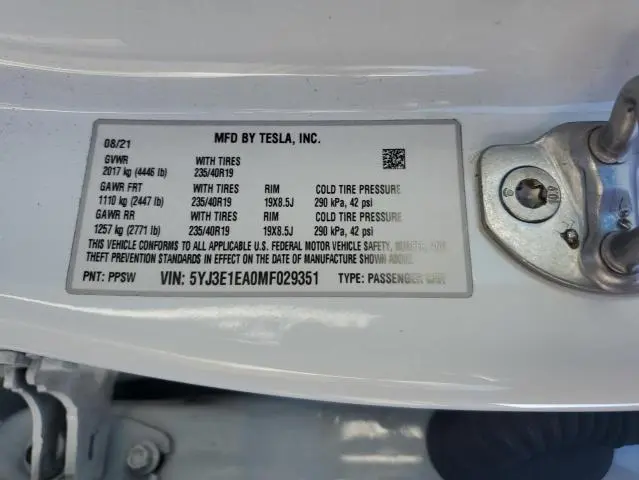 MFD BY TESLA, INC.
08/21
GVWR WITH TIRES
2017 kg (4446 lb) 235/40R19
GAWR FRT WITH TIRES RIM COLD TIRE PRESSURE
1110 kg (2447 lb) 235/40R19 19X8.5J 290 kPa, 42 psi
GAWR RR WITH TIRES RIM COLD TIRE PRESSURE
1257 kg (2771 lb) 235/40R19 19X8.5J 290 kPa, 42 psi
THIS VEHICLE CONFORMS TO ALL APPLICABLE U.S. FEDERAL MOTOR VEHICLE SAFETY, BUMPER, AND
THEFT PREVENTION STANDARDS IN EFFECT ON THE DATE OF MANUFACTURE SHOWN ABOVE.
PNT: PPSW VIN: 5YJ3E1EA0MF029351 TYPE: PASSENGER CAR